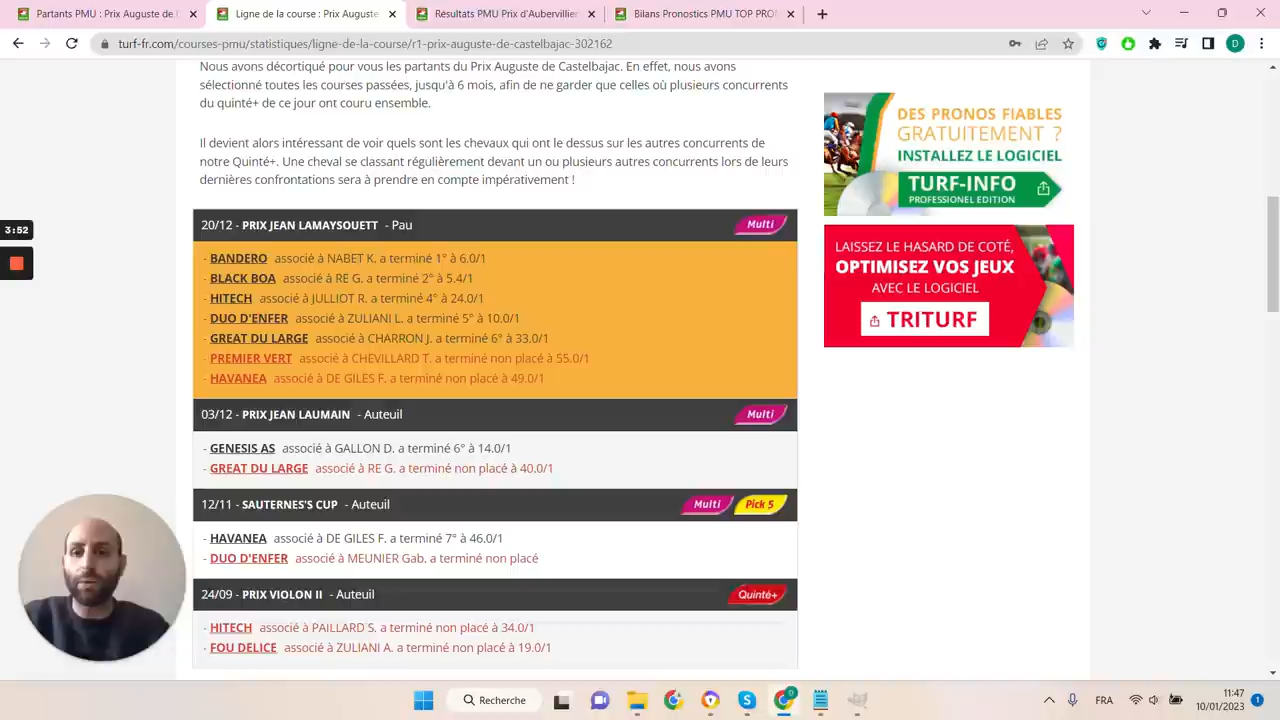 Partants PMU : Prix Auguste
Ligne de la course : Prix Auguste
Résultats PMU Prix d'Aubervillier
Bilans Pronostics PMU TOP PRO
turf-fr.com/courses-pmu/statistiques/ligne-de-la-course/r1-prix-auguste-de-castelbajac-302162
D
Nous avons décortiqué pour vous les partants du Prix Auguste de Castelbajac. En effet, nous avons
sélectionné toutes les courses passées, jusqu'à 6 mois, afin de ne garder que celles où plusieurs concurrents
du quinté+ de ce jour ont couru ensemble.
Il devient alors intéressant de voir quels sont les chevaux qui ont le dessus sur les autres concurrents de
notre Quinté+. Une cheval se classant régulièrement devant un ou plusieurs autres concurrents lors de leurs
dernières confrontations sera à prendre en compte impérativement !
20/12 - PRIX JEAN LAMAYSOUETT - Pau Multi
- BANDERO associé à NABET K. a terminé 1° à 6.0/1
- BLACK BOA associé à RE G. a terminé 2° à 5.4/1
- HITECH associé à JULLIOT R. a terminé 4° à 24.0/1
- DUO D'ENFER associé à ZULIANI L. a terminé 5° à 10.0/1
- GREAT DU LARGE associé à CHARRON J. a terminé 6° à 33.0/1
- PREMIER VERT associé à CHEVILLARD T. a terminé non placé à 55.0/1
- HAVANEA associé à DE GILES F. a terminé non placé à 49.0/1
03/12 - PRIX JEAN LAUMAIN - Auteuil Multi
- GENESIS AS associé à GALLON D. a terminé 6° à 14.0/1
- GREAT DU LARGE associé à RE G. a terminé non placé à 40.0/1
12/11 - SAUTERNES'S CUP - Auteuil Multi Pick 5
- HAVANEA associé à DE GILES F. a terminé 7° à 46.0/1
- DUO D'ENFER associé à MEUNIER Gab. a terminé non placé
24/09 - PRIX VIOLON II - Auteuil Quinté+
- HITECH associé à PAILLARD S. a terminé non placé à 34.0/1
- FOU DELICE associé à ZULIANI A. a terminé non placé à 19.0/1
DES PRONOS FIABLES
GRATUITEMENT ?
INSTALLEZ LE LOGICIEL
TURF-INFO
PROFESSIONEL EDITION
LAISSEZ LE HASARD DE COTÉ,
OPTIMISEZ VOS JEUX
AVEC LE LOGICIEL
TRITURF
3:52
Recherche
FRA
11:47
10/01/2023
1